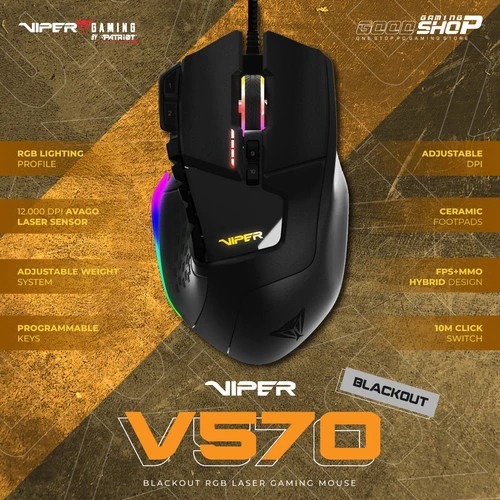 VIPER GAMING
BY PATRIOT
GOOD GAMING SHOP
ONE STOP PC GAMING STORE
RGB LIGHTING
PROFILE
12,000 DPI AVAGO
LASER SENSOR
ADJUSTABLE WEIGHT
SYSTEM
PROGRAMMABLE
KEYS
ADJUSTABLE
DPI
CERAMIC
FOOTPADS
FPS+MMO
HYBRID DESIGN
10M CLICK
SWITCH
VIPER
VIPER
BLACKOUT
V570
BLACKOUT RGB LASER GAMING MOUSE